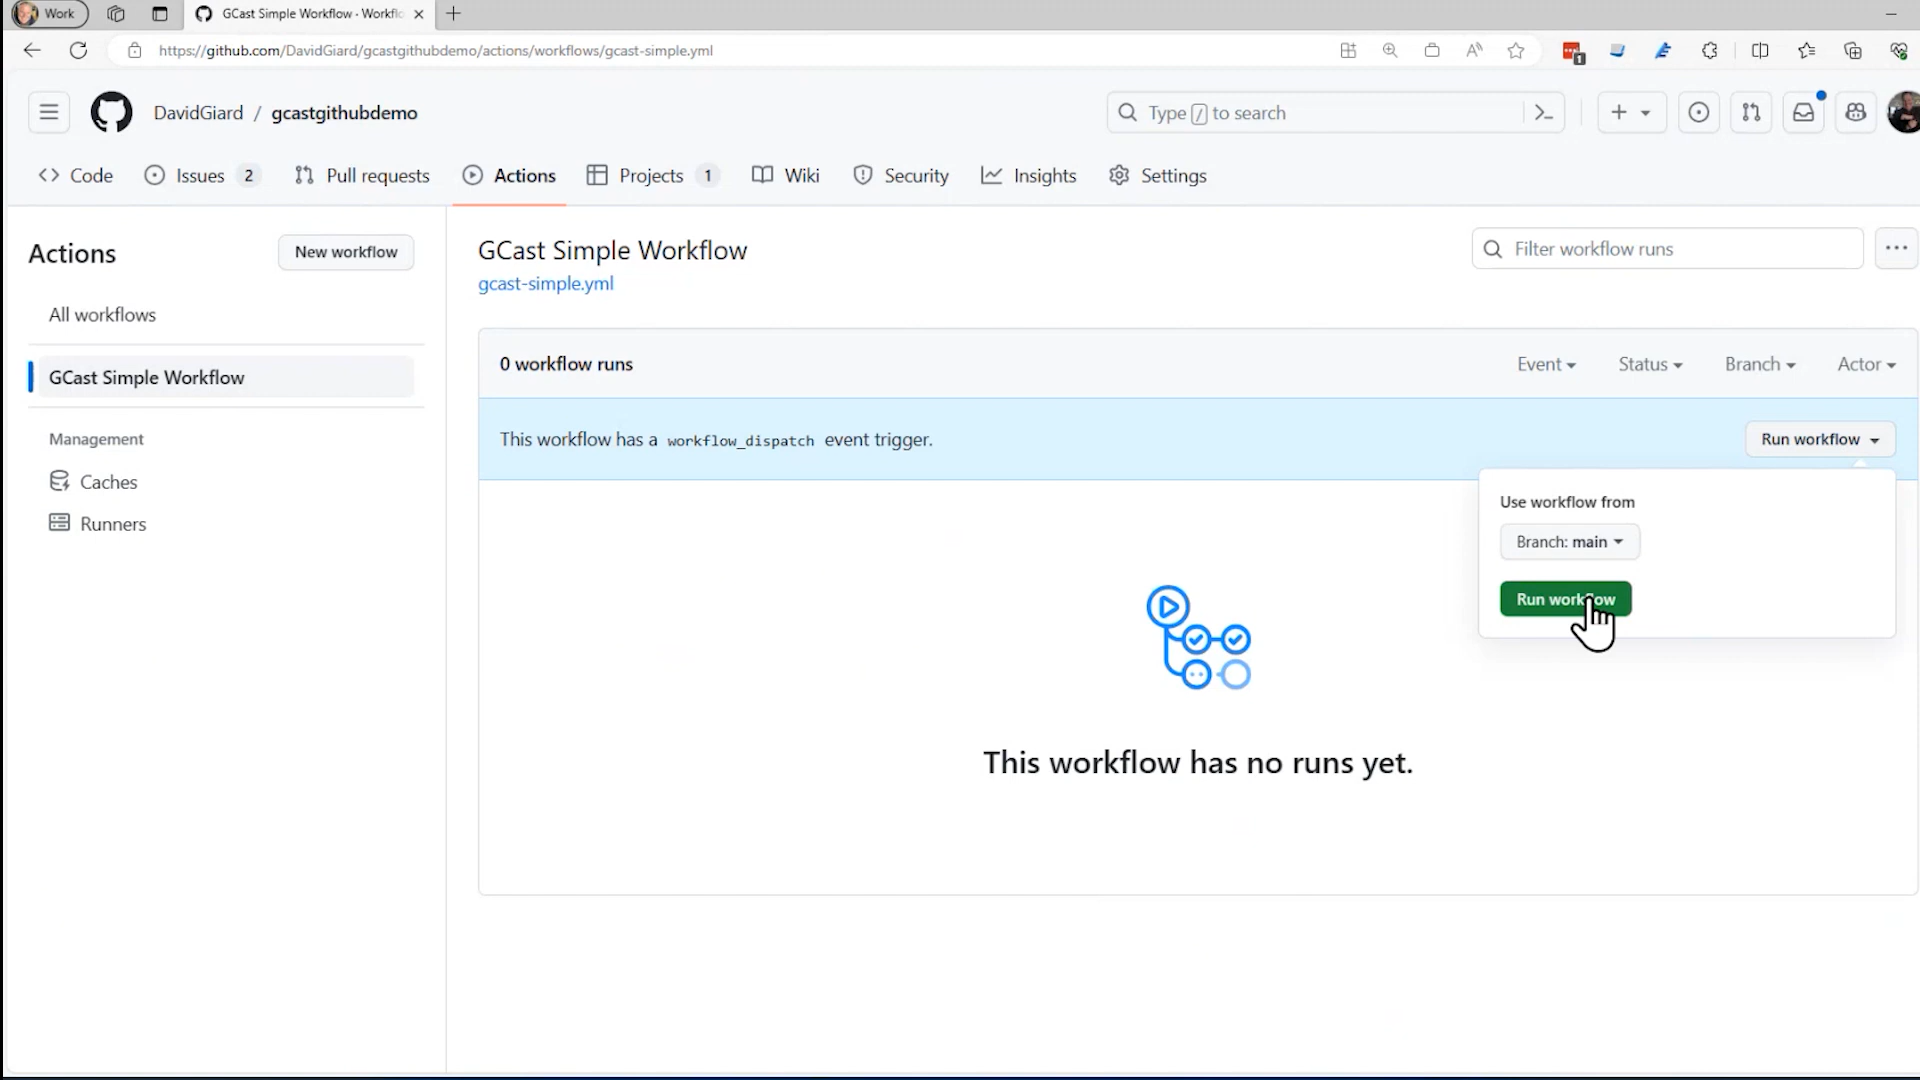 Work
GCast Simple Workflow · Workflo
https://github.com/DavidGiard/gcastgithubdemo/actions/workflows/gcast-simple.yml
1
DavidGiard / gcastgithubdemo
Type / to search
Code
Issues 2
Pull requests
Actions
Projects 1
Wiki
Security
Insights
Settings
Actions
New workflow
All workflows
GCast Simple Workflow
Management
Caches
Runners
GCast Simple Workflow
gcast-simple.yml
Filter workflow runs
0 workflow runs
Event
Status
Branch
Actor
This workflow has a workflow_dispatch event trigger.
Run workflow
Use workflow from
Branch: main
Run workflow
This workflow has no runs yet.